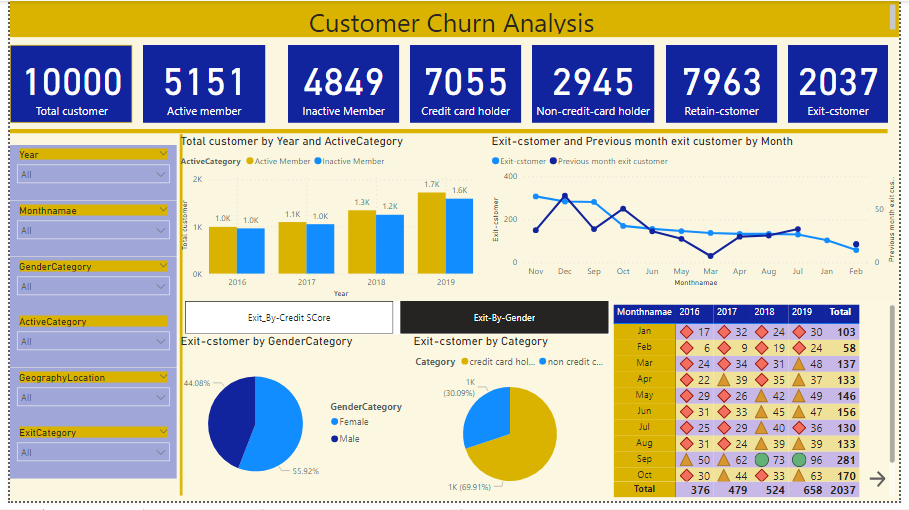 Customer Churn Analysis
10000
Total customer
5151
Active member
4849
Inactive Member
7055
Credit card holder
2945
Non-credit-card holder
7963
Retain-cstomer
2037
Exit-cstomer
Year
All
Monthnamae
All
GenderCategory
All
ActiveCategory
All
GeographyLocation
All
ExitCategory
All
Total customer by Year and ActiveCategory
ActiveCategory Active Member Inactive Member
Total customer
2K
1K
0K
1.0K 1.0K 1.1K 1.0K 1.3K 1.2K 1.7K 1.6K
2016 2017 2018 2019
Year
Exit-cstomer and Previous month exit customer by Month
Exit-cstomer Previous month exit customer
Exit-cstomer
400
200
0
Nov Dec Sep Oct Jun May Mar Apr Aug Jul Jan Feb
Monthnamae
50
0
Previous month exit cus...
Exit_By-Credit SCore
Exit-By-Gender
Exit-cstomer by GenderCategory
44.08%
55.92%
GenderCategory
Female
Male
Exit-cstomer by Category
Category credit card hol... non credit c...
1K
(30.09%)
1K (69.91%)
Monthnamae 2016 2017 2018 2019 Total
Jan 17 32 24 30 103
Feb 6 9 19 24 58
Mar 24 34 31 48 137
Apr 22 39 35 37 133
May 29 26 42 49 146
Jun 31 33 45 47 156
Jul 25 29 40 36 130
Aug 31 24 39 39 133
Sep 50 62 73 96 281
Oct 30 44 33 63 170
Total 376 479 524 658 2037